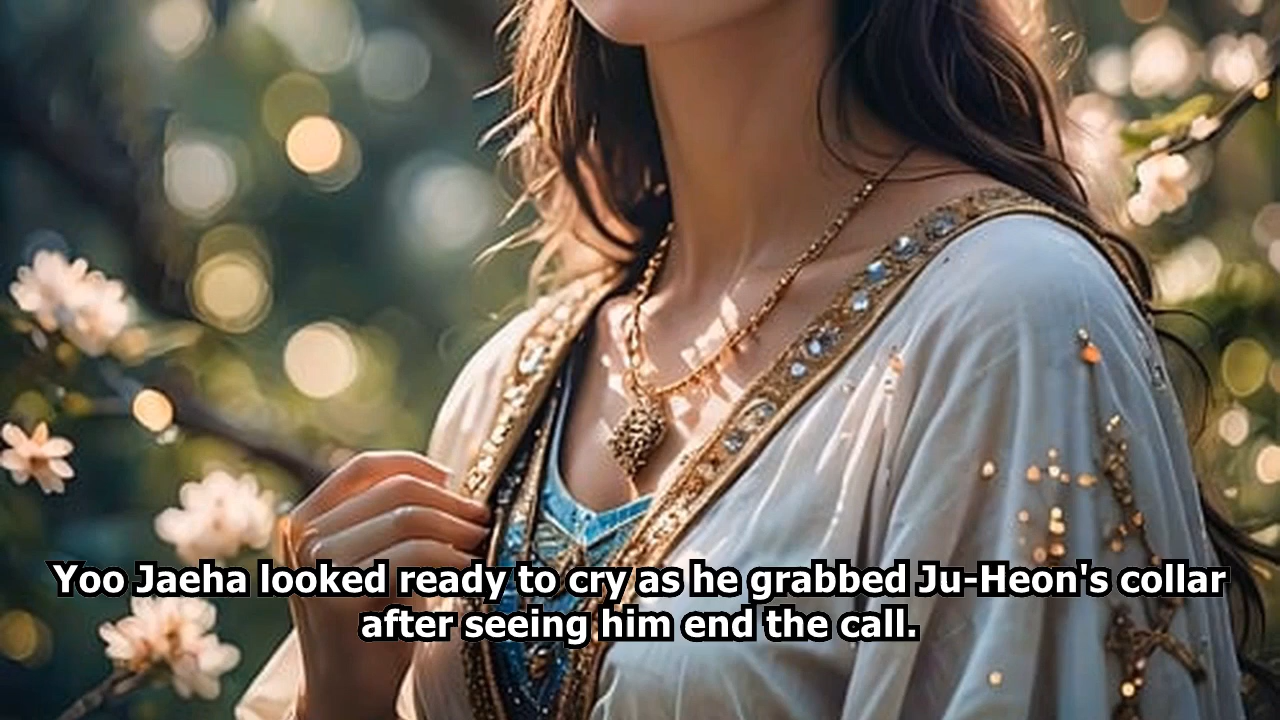 Yoo Jaeha looked ready to cry as he grabbed Ju-Heon's collar
after seeing him end the call.